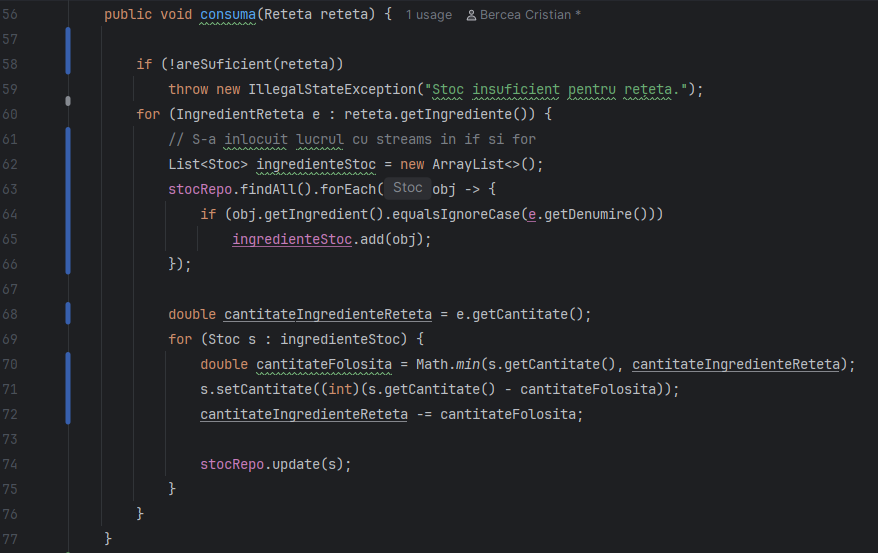 56 public void consuma(Reteta reteta) { 1 usage Bercea Cristian *
57
58 if (!areSuficient(reteta))
59 throw new IllegalStateException("Stoc insuficient pentru reteta.");
60 for (IngredientReteta e : reteta.getIngrediente()) {
61 // S-a inlocuit lucrul cu streams in if si for
62 List<Stoc> ingredienteStoc = new ArrayList<>();
63 stocRepo.findAll().forEach( Stoc obj -> {
64 if (obj.getIngredient().equalsIgnoreCase(e.getDenumire()))
65 ingredienteStoc.add(obj);
66 });
67
68 double cantitateIngredienteReteta = e.getCantitate();
69 for (Stoc s : ingredienteStoc) {
70 double cantitateFolosita = Math.min(s.getCantitate(), cantitateIngredienteReteta);
71 s.setCantitate((int)(s.getCantitate() - cantitateFolosita));
72 cantitateIngredienteReteta -= cantitateFolosita;
73
74 stocRepo.update(s);
75 }
76 }
77 }